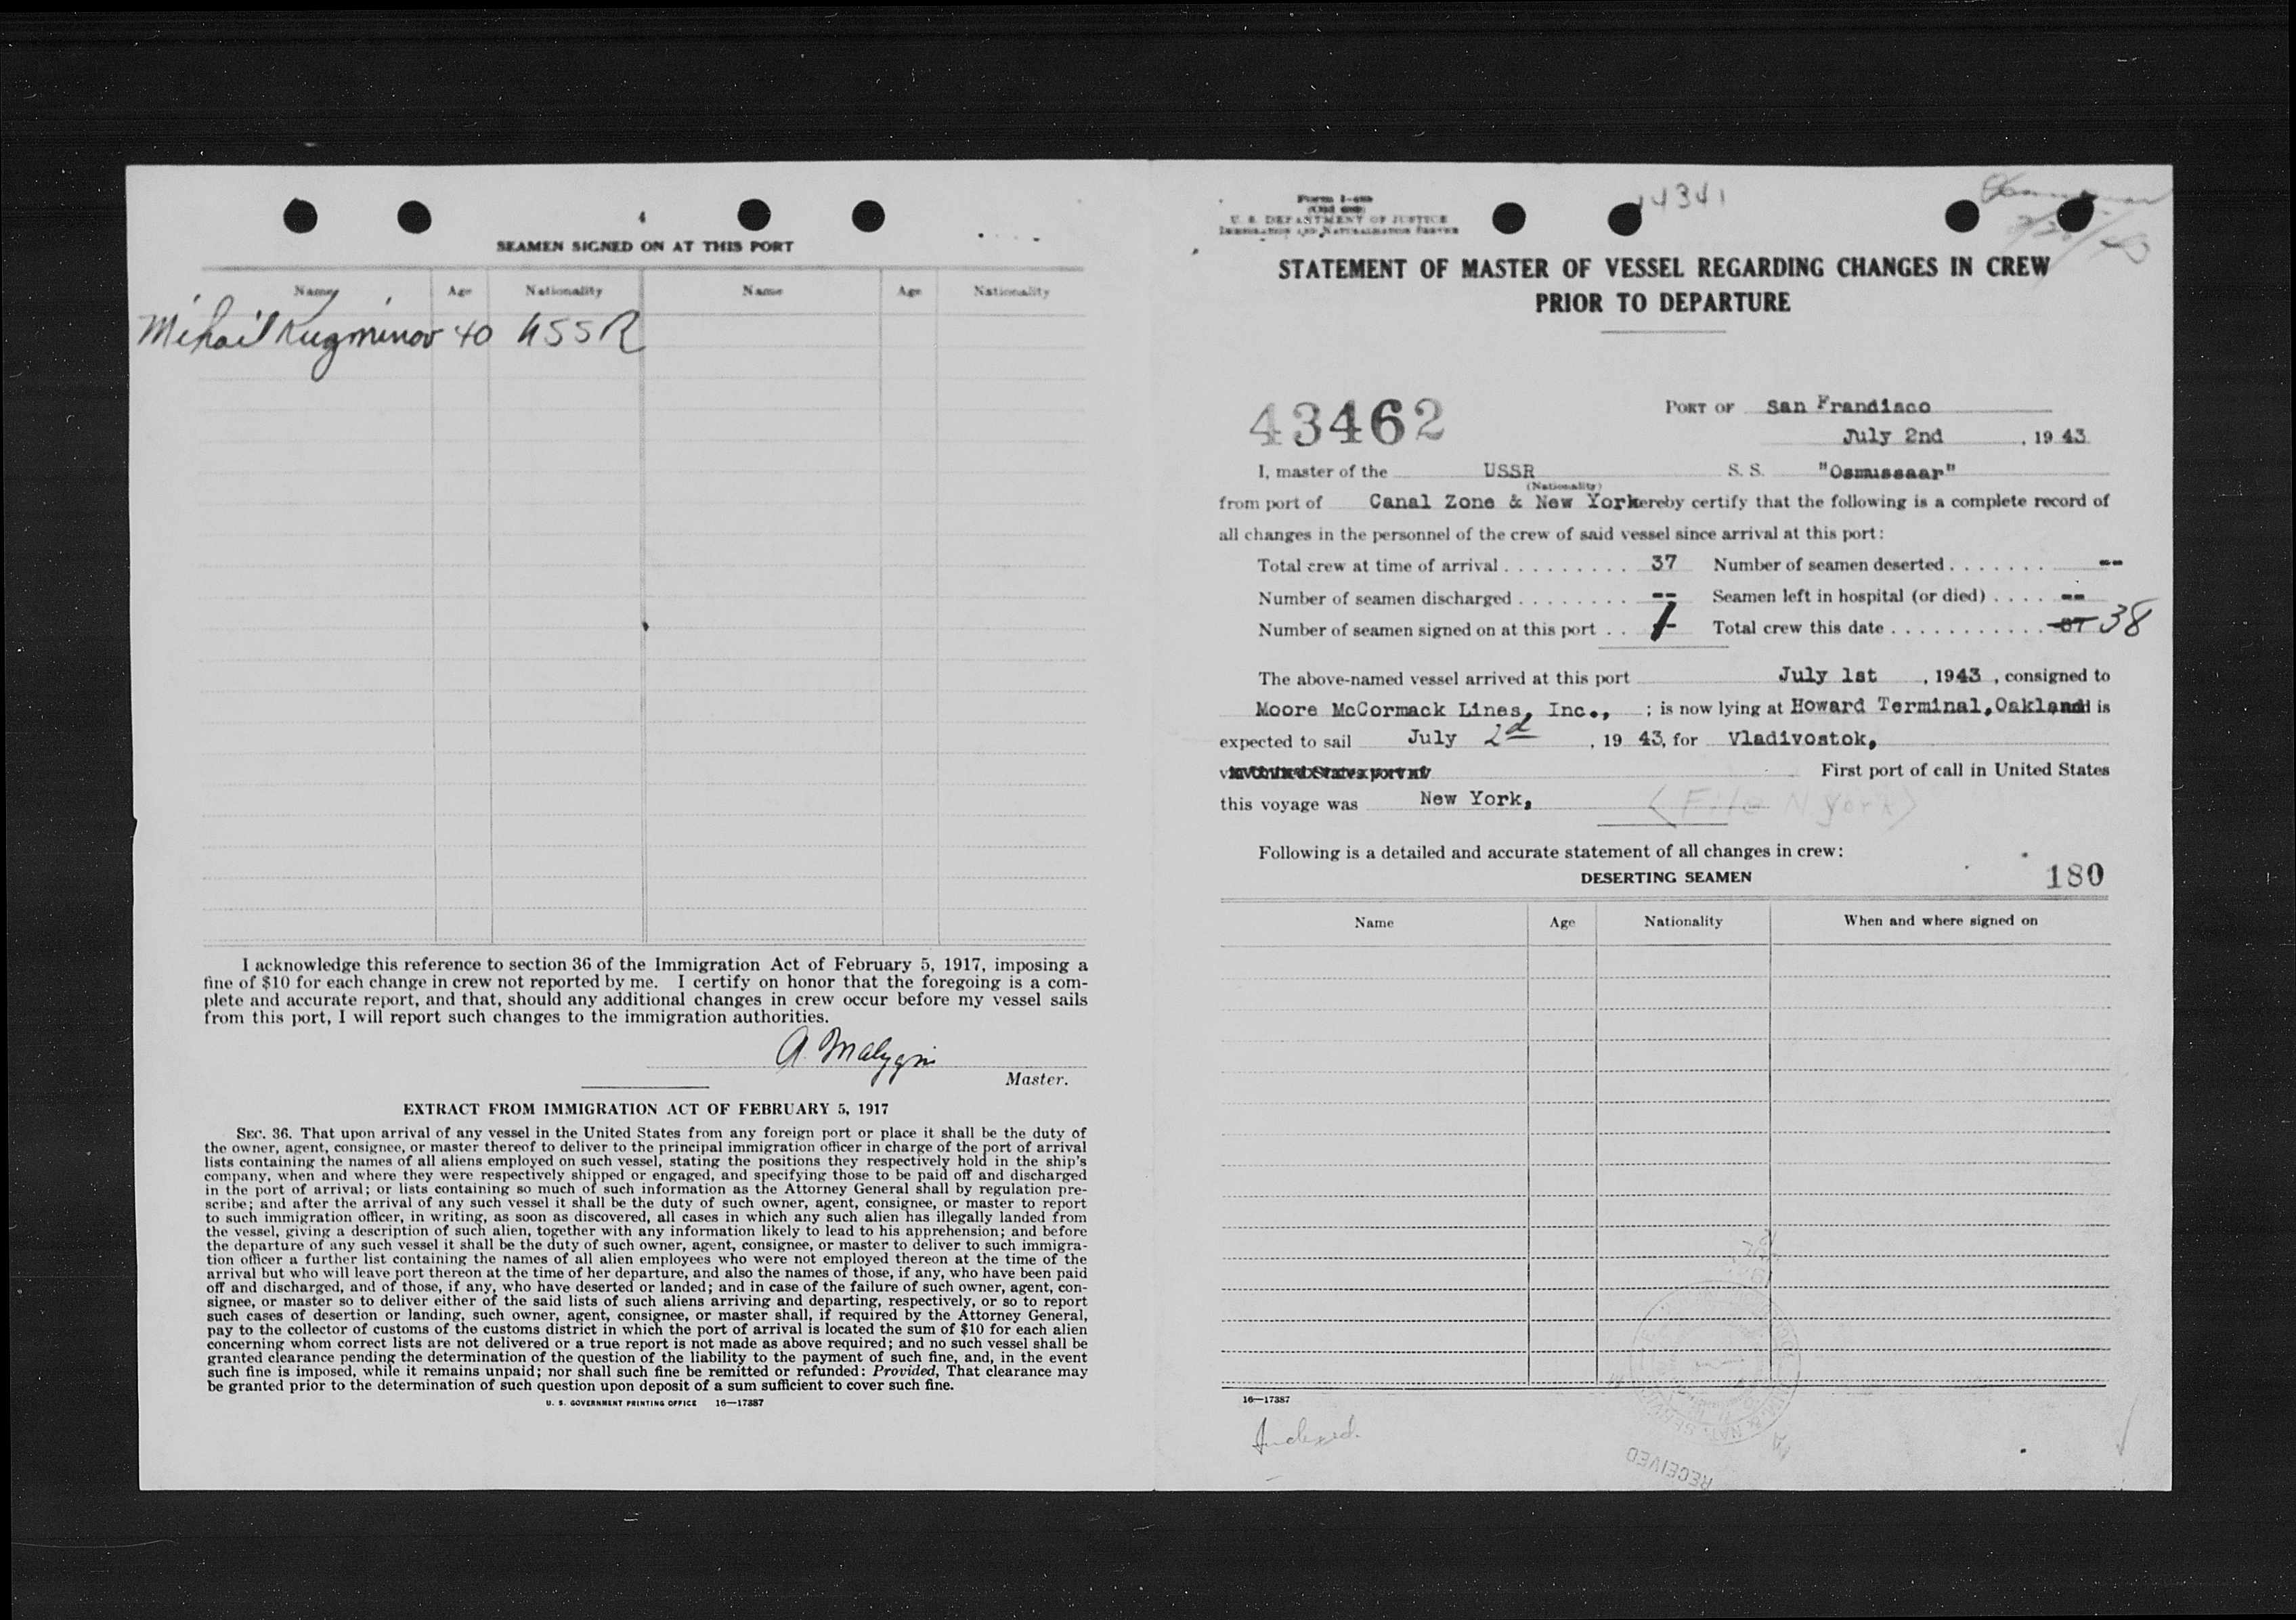 4
SEAMEN SIGNED ON AT THIS PORT
Name Age Nationality Name Age Nationality
Mihail Kugminov 40 USSR
I acknowledge this reference to section 36 of the Immigration Act of February 5, 1917, imposing a
fine of $10 for each change in crew not reported by me. I certify on honor that the foregoing is a com-
plete and accurate report, and that, should any additional changes in crew occur before my vessel sails
from this port, I will report such changes to the immigration authorities.
A. Malygin
Master.
EXTRACT FROM IMMIGRATION ACT OF FEBRUARY 5, 1917
SEC. 36. That upon arrival of any vessel in the United States from any foreign port or place it shall be the duty of
the owner, agent, consignee, or master thereof to deliver to the principal immigration officer in charge of the port of arrival
lists containing the names of all aliens employed on such vessel, stating the positions they respectively hold in the ship's
company, when and where they were respectively shipped or engaged, and specifying those to be paid off and discharged
in the port of arrival; or lists containing so much of such information as the Attorney General shall by regulation pre-
scribe; and after the arrival of any such vessel it shall be the duty of such owner, agent, consignee, or master to report
to such immigration officer, in writing, as soon as discovered, all cases in which any such alien has illegally landed from
the vessel, giving a description of such alien, together with any information likely to lead to his apprehension; and before
the departure of any such vessel it shall be the duty of such owner, agent, consignee, or master to deliver to such immigra-
tion officer a further list containing the names of all alien employees who were not employed thereon at the time of the
arrival but who will leave port thereon at the time of her departure, and also the names of those, if any, who have been paid
off and discharged, and of those, if any, who have deserted or landed; and in case of the failure of such owner, agent, con-
signee, or master so to deliver either of the said lists of such aliens arriving and departing, respectively, or so to report
such cases of desertion or landing, such owner, agent, consignee, or master shall, if required by the Attorney General,
pay to the collector of customs of the customs district in which the port of arrival is located the sum of $10 for each alien
concerning whom correct lists are not delivered or a true report is not made as above required; and no such vessel shall be
granted clearance pending the determination of the question of the liability to the payment of such fine, and, in the event
such fine is imposed, while it remains unpaid; nor shall such fine be remitted or refunded: Provided, That clearance may
be granted prior to the determination of such question upon deposit of a sum sufficient to cover such fine.
U. S. GOVERNMENT PRINTING OFFICE 16—17387
U. S. DEPARTMENT OF JUSTICE
IMMIGRATION AND NATURALIZATION SERVICE
14341
STATEMENT OF MASTER OF VESSEL REGARDING CHANGES IN CREW
PRIOR TO DEPARTURE
43462
PORT OF San Frandisco
July 2nd , 19 43
I, master of the USSR S. S. "Osmussaar"
(Nationality)
from port of Canal Zone & New York hereby certify that the following is a complete record of
all changes in the personnel of the crew of said vessel since arrival at this port:
Total crew at time of arrival . . . . . . . . . 37 Number of seamen deserted . . . . . . . --
Number of seamen discharged . . . . . . . . -- Seamen left in hospital (or died) . . . . --
Number of seamen signed on at this port . . 1 Total crew this date . . . . . . . . . . . 37 38
The above-named vessel arrived at this port July 1st , 1943 , consigned to
Moore McCormack Lines, Inc., ; is now lying at Howard Terminal, Oakland and is
expected to sail July 2d , 19 43, for Vladivostok,
First port of call in United States
this voyage was New York, (File N York)
Following is a detailed and accurate statement of all changes in crew:
DESERTING SEAMEN
180
Name Age Nationality When and where signed on
16—17387
Indexed.
RECEIVED